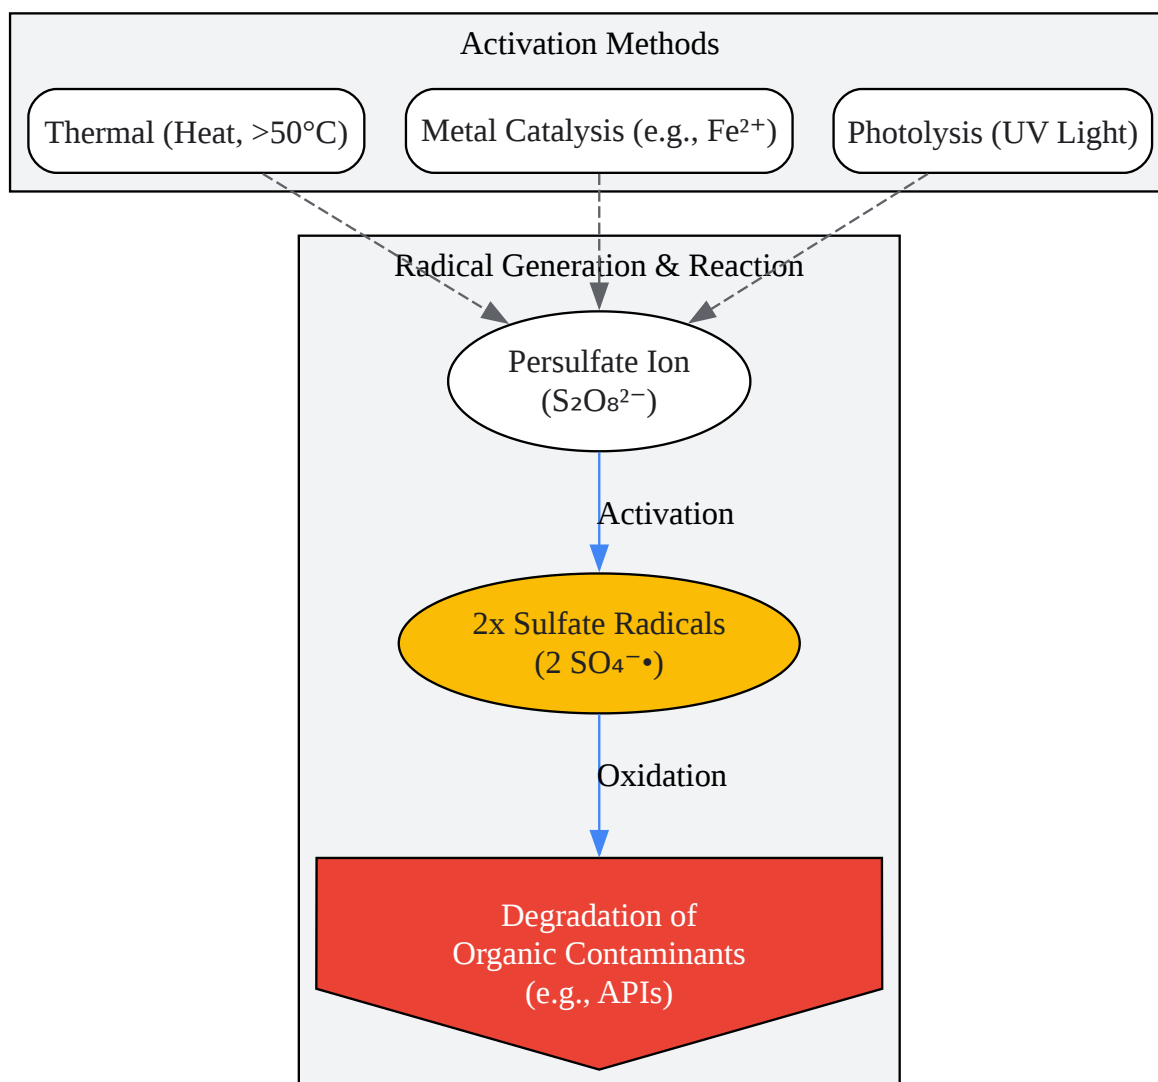 Activation Methods
Thermal (Heat, >50°C)
Metal Catalysis (e.g., Fe²⁺)
Photolysis (UV Light)
Radical Generation & Reaction
Persulfate Ion
(S₂O₈²⁻)
Activation
2x Sulfate Radicals
(2 SO₄⁻•)
Oxidation
Degradation of
Organic Contaminants
(e.g., APIs)